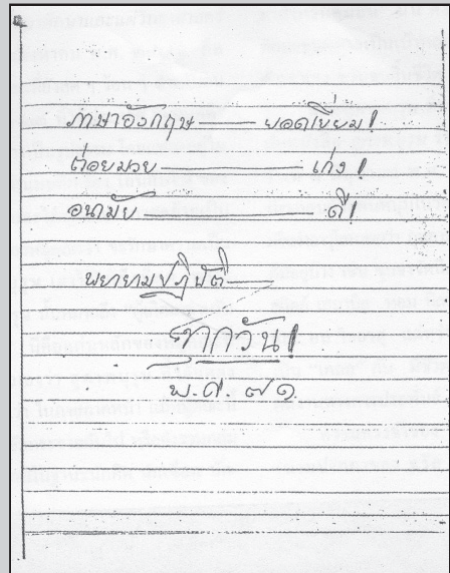 ภาษาอังกฤษ —— ยอดเยี่ยม!
ต่อยมวย —— เก่ง!
อนามัย —— ดี!
พยายามปฏิบัติ —
ทุกวัน!
พ.ศ. ๗๑